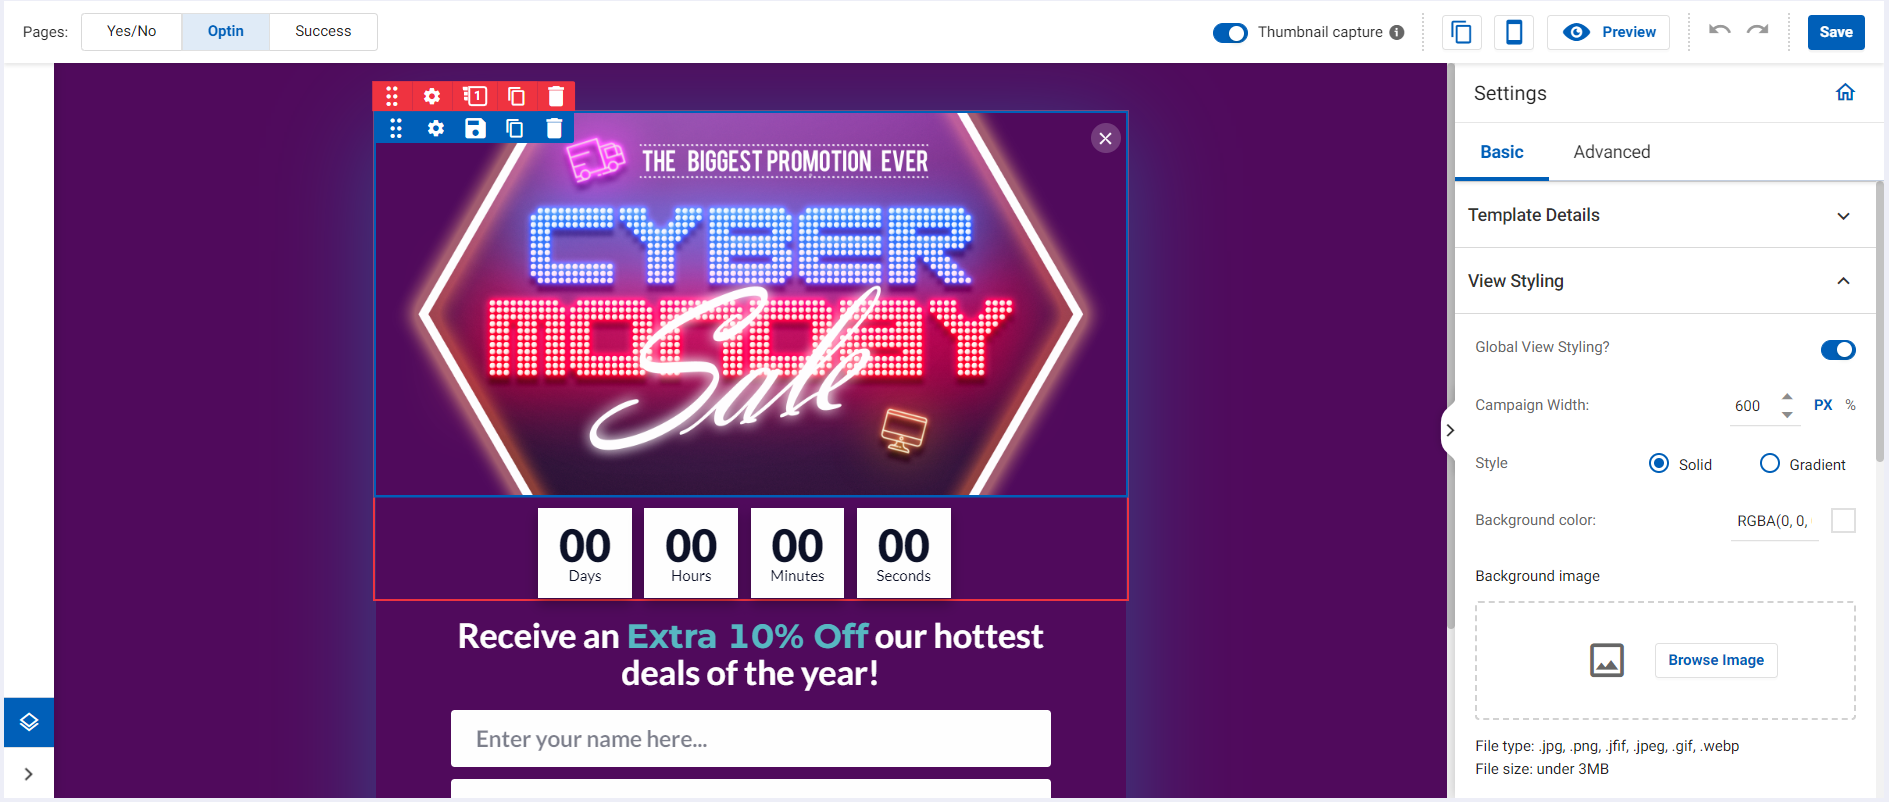 Pages:
Yes/No
Optin
Success
Thumbnail capture
Preview
Save
1
THE BIGGEST PROMOTION EVER
CYBER
MONDAY
Sale
00
Days
00
Hours
00
Minutes
00
Seconds
Receive an Extra 10% Off our hottest
deals of the year!
Enter your name here...
Settings
Basic
Advanced
Template Details
View Styling
Global View Styling?
Campaign Width:
600
PX
%
Style
Solid
Gradient
Background color:
RGBA(0, 0,
Background image
Browse Image
File type: .jpg, .png, .jfif, .jpeg, .gif, .webp
File size: under 3MB